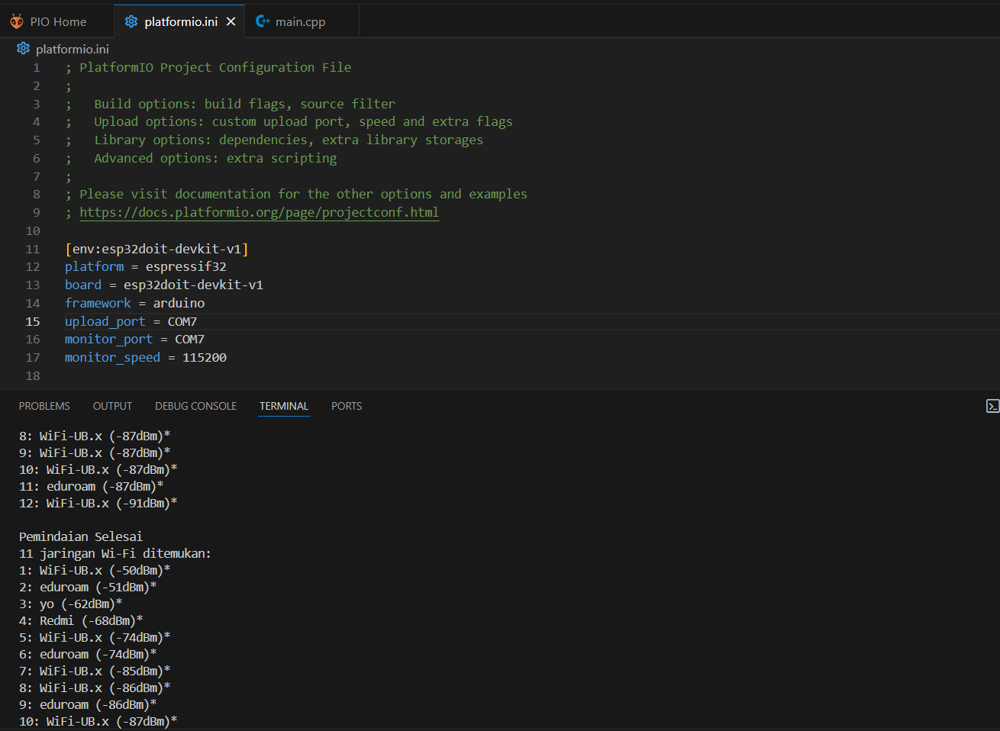 PIO Home
platformio.ini
main.cpp
platformio.ini
1 ; PlatformIO Project Configuration File
2 ;
3 ;   Build options: build flags, source filter
4 ;   Upload options: custom upload port, speed and extra flags
5 ;   Library options: dependencies, extra library storages
6 ;   Advanced options: extra scripting
7 ;
8 ; Please visit documentation for the other options and examples
9 ; https://docs.platformio.org/page/projectconf.html
10
11 [env:esp32doit-devkit-v1]
12 platform = espressif32
13 board = esp32doit-devkit-v1
14 framework = arduino
15 upload_port = COM7
16 monitor_port = COM7
17 monitor_speed = 115200
18
PROBLEMS OUTPUT DEBUG CONSOLE TERMINAL PORTS
8: WiFi-UB.x (-87dBm)*
9: WiFi-UB.x (-87dBm)*
10: WiFi-UB.x (-87dBm)*
11: eduroam (-87dBm)*
12: WiFi-UB.x (-91dBm)*
Pemindaian Selesai
11 jaringan Wi-Fi ditemukan:
1: WiFi-UB.x (-50dBm)*
2: eduroam (-51dBm)*
3: yo (-62dBm)*
4: Redmi (-68dBm)*
5: WiFi-UB.x (-74dBm)*
6: eduroam (-74dBm)*
7: WiFi-UB.x (-85dBm)*
8: WiFi-UB.x (-86dBm)*
9: eduroam (-86dBm)*
10: WiFi-UB.x (-87dBm)*